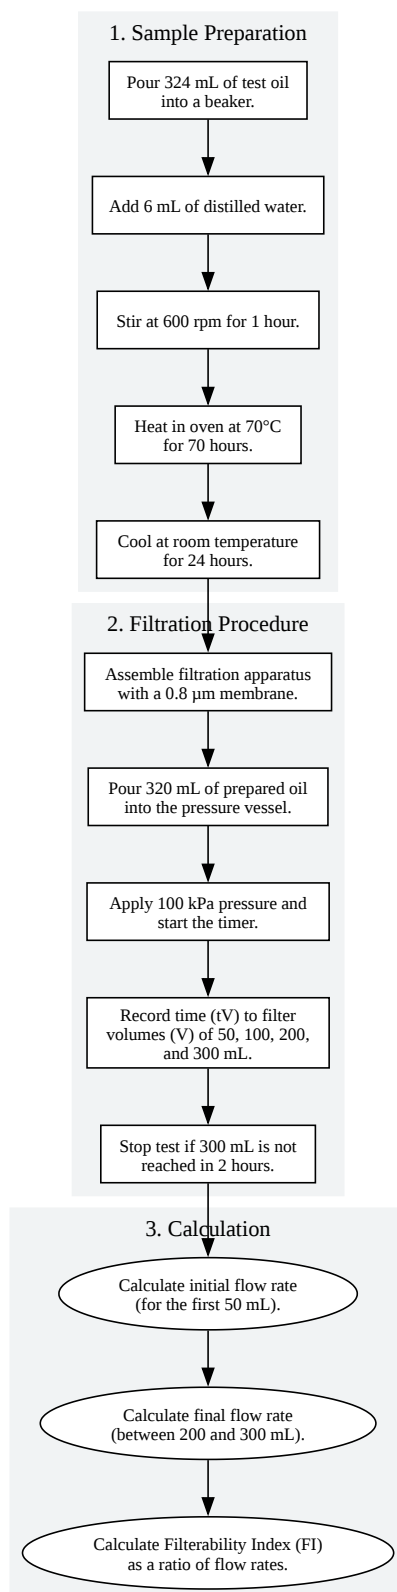 1. Sample Preparation
Pour 324 mL of test oil
into a beaker.
Add 6 mL of distilled water.
Stir at 600 rpm for 1 hour.
Heat in oven at 70°C
for 70 hours.
Cool at room temperature
for 24 hours.
2. Filtration Procedure
Assemble filtration apparatus
with a 0.8 µm membrane.
Pour 320 mL of prepared oil
into the pressure vessel.
Apply 100 kPa pressure and
start the timer.
Record time (tV) to filter
volumes (V) of 50, 100, 200,
and 300 mL.
Stop test if 300 mL is not
reached in 2 hours.
3. Calculation
Calculate initial flow rate
(for the first 50 mL).
Calculate final flow rate
(between 200 and 300 mL).
Calculate Filterability Index (FI)
as a ratio of flow rates.